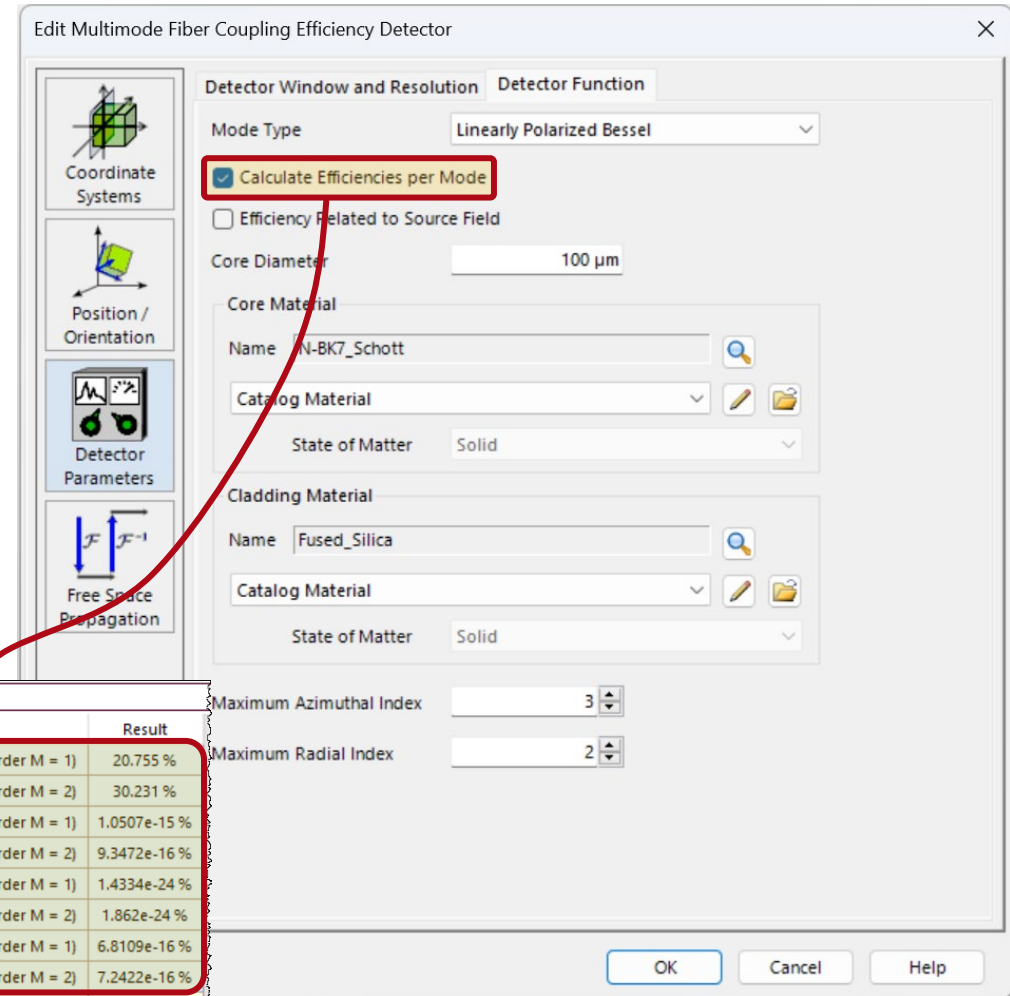 Edit Multimode Fiber Coupling Efficiency Detector
Coordinate
Systems
Position /
Orientation
Detector
Parameters
ℱ ℱ⁻¹
Free Space
Propagation
Detector Window and Resolution Detector Function
Mode Type Linearly Polarized Bessel
Calculate Efficiencies per Mode
Efficiency Related to Source Field
Core Diameter 100 µm
Core Material
Name N-BK7_Schott
Catalog Material
State of Matter Solid
Cladding Material
Name Fused_Silica
Catalog Material
State of Matter Solid
Maximum Azimuthal Index 3
Maximum Radial Index 2
Result
rder M = 1) 20.755 %
rder M = 2) 30.231 %
rder M = 1) 1.0507e-15 %
rder M = 2) 9.3472e-16 %
rder M = 1) 1.4334e-24 %
rder M = 2) 1.862e-24 %
rder M = 1) 6.8109e-16 %
rder M = 2) 7.2422e-16 %
OK Cancel Help